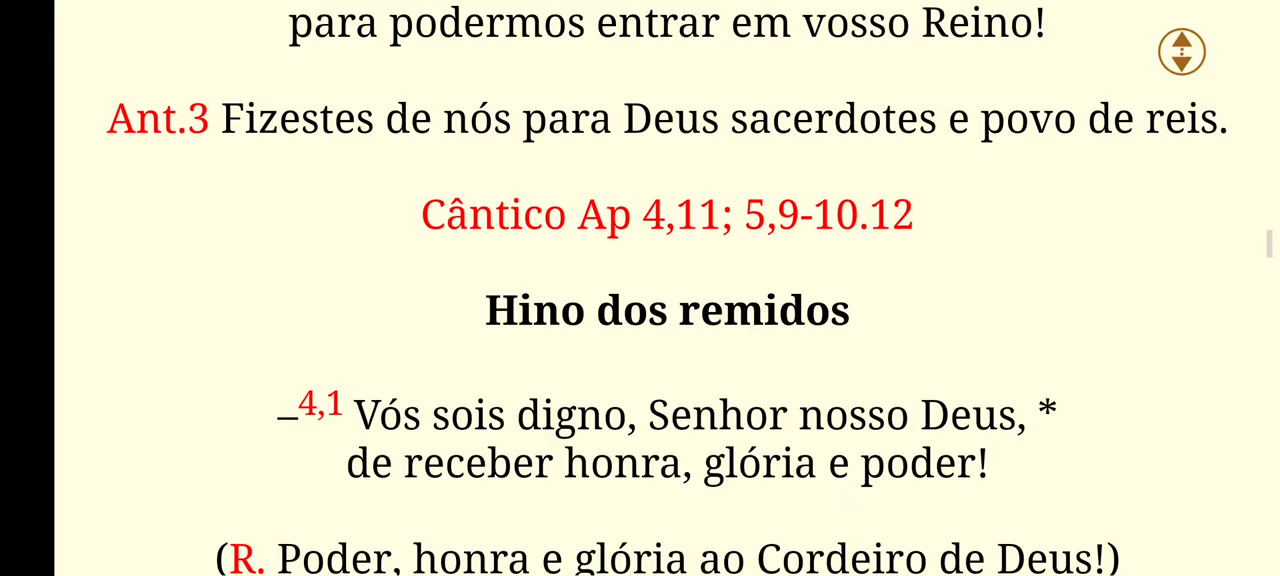 para podermos entrar em vosso Reino!
Ant.3 Fizestes de nós para Deus sacerdotes e povo de reis.
Cântico Ap 4,11; 5,9-10.12
Hino dos remidos
–4,1 Vós sois digno, Senhor nosso Deus, *
de receber honra, glória e poder!
(R. Poder, honra e glória ao Cordeiro de Deus!)